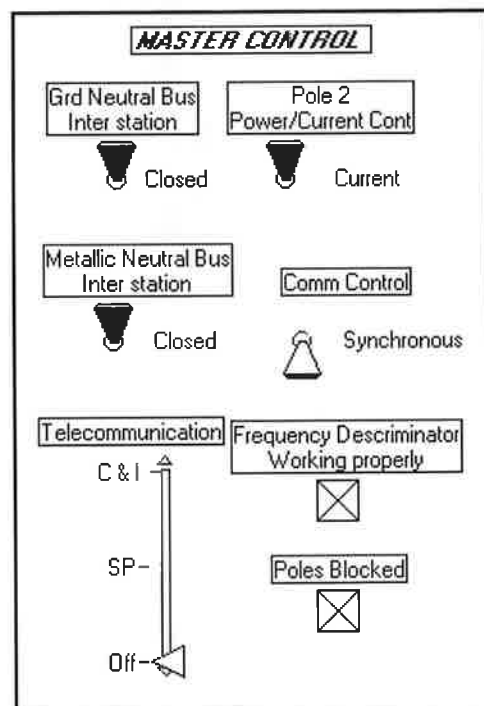 MASTER CONTROL
Grd Neutral Bus
Inter station
Closed
Pole 2
Power/Current Cont
Current
Metallic Neutral Bus
Inter station
Closed
Comm Control
Synchronous
Telecommunication
C & I
SP
Off
Frequency Descriminator
Working properly
Poles Blocked